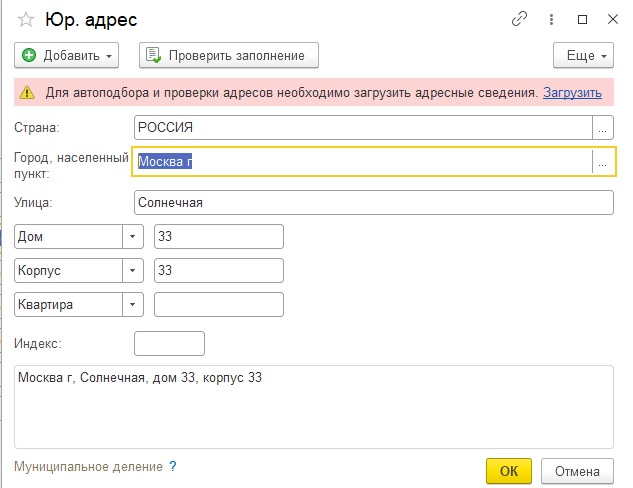 Юр. адрес
Добавить Проверить заполнение Еще
Для автоподбора и проверки адресов необходимо загрузить адресные сведения. Загрузить
Страна: РОССИЯ ...
Город, населенный
пункт: Москва г ...
Улица: Солнечная
Дом 33
Корпус 33
Квартира
Индекс:
Москва г, Солнечная, дом 33, корпус 33
Муниципальное деление ? ОК Отмена